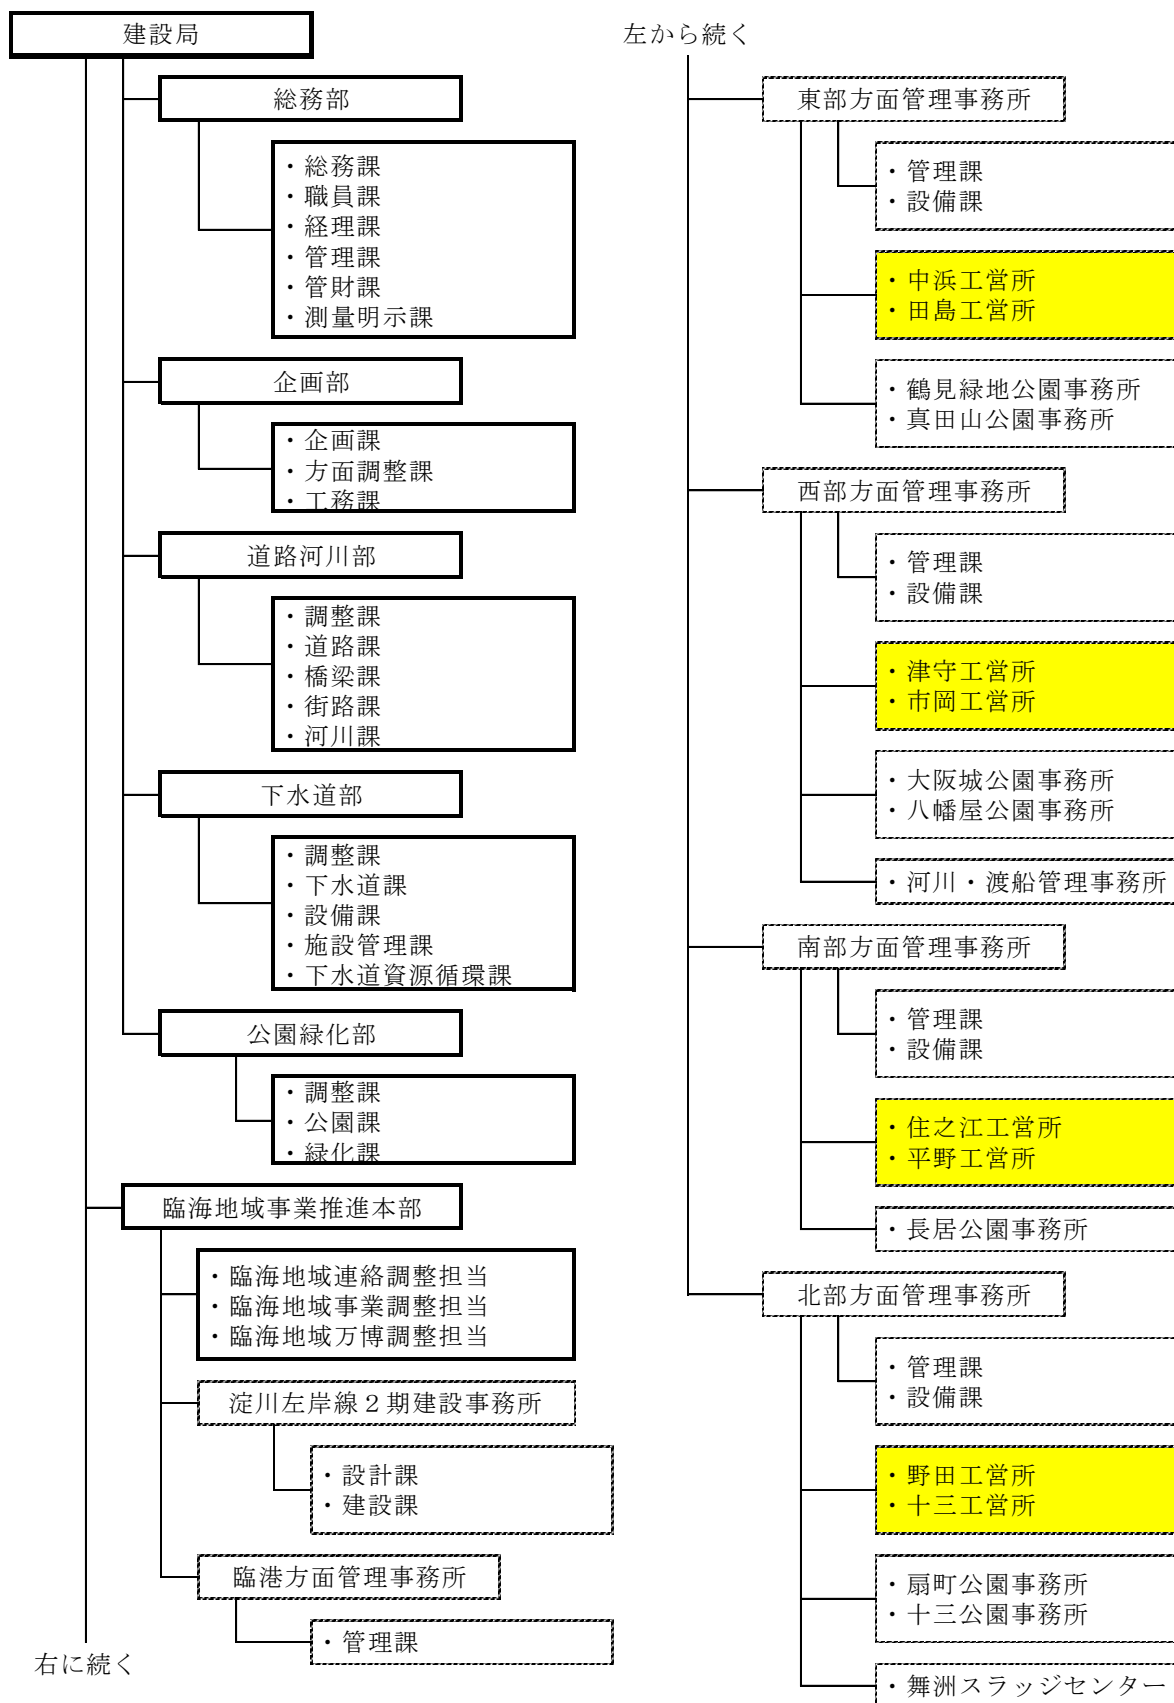 建設局
総務部
・総務課
・職員課
・経理課
・管理課
・管財課
・測量明示課
企画部
・企画課
・方面調整課
・工務課
道路河川部
・調整課
・道路課
・橋梁課
・街路課
・河川課
下水道部
・調整課
・下水道課
・設備課
・施設管理課
・下水道資源循環課
公園緑化部
・調整課
・公園課
・緑化課
臨海地域事業推進本部
・臨海地域連絡調整担当
・臨海地域事業調整担当
・臨海地域万博調整担当
淀川左岸線２期建設事務所
・設計課
・建設課
臨港方面管理事務所
・管理課
右に続く
左から続く
東部方面管理事務所
・管理課
・設備課
・中浜工営所
・田島工営所
・鶴見緑地公園事務所
・真田山公園事務所
西部方面管理事務所
・管理課
・設備課
・津守工営所
・市岡工営所
・大阪城公園事務所
・八幡屋公園事務所
・河川・渡船管理事務所
南部方面管理事務所
・管理課
・設備課
・住之江工営所
・平野工営所
・長居公園事務所
北部方面管理事務所
・管理課
・設備課
・野田工営所
・十三工営所
・扇町公園事務所
・十三公園事務所
・舞洲スラッジセンター